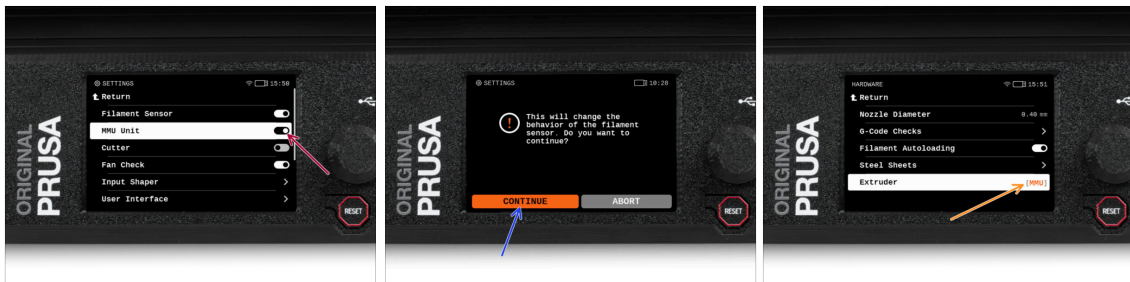 ORIGINAL
PRUSA
SETTINGS
15:50
Return
Filament Sensor
MMU Unit
Cutter
Fan Check
Input Shaper
User Interface
RESET
ORIGINAL
PRUSA
SETTINGS
10:28
This will change the
behavior of the filament
sensor. Do you want to
continue?
CONTINUE
ABORT
RESET
ORIGINAL
PRUSA
HARDWARE
15:51
Return
Nozzle Diameter
0.40 mm
G-Code Checks
Filament Autoloading
Steel Sheets
Extruder
[MMU]
RESET